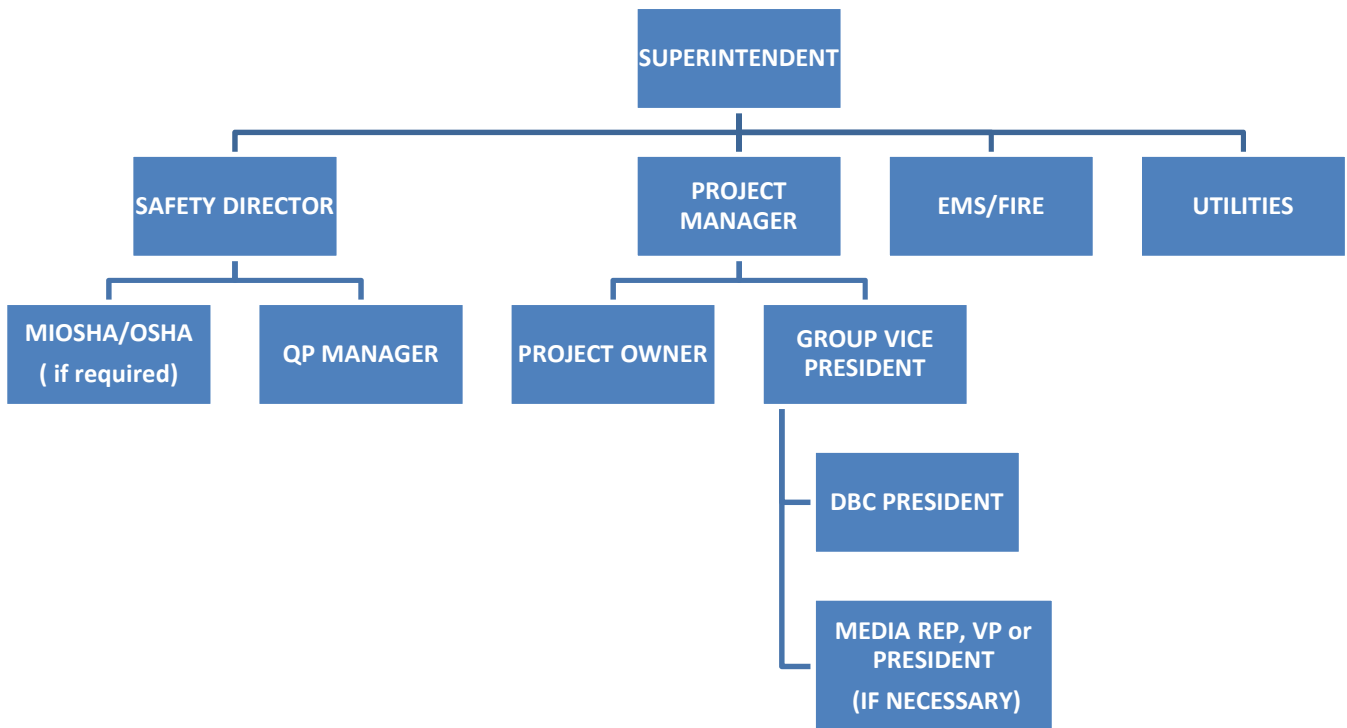 SUPERINTENDENT
SAFETY DIRECTOR
PROJECT
MANAGER
EMS/FIRE
UTILITIES
MIOSHA/OSHA
( if required)
QP MANAGER
PROJECT OWNER
GROUP VICE
PRESIDENT
DBC PRESIDENT
MEDIA REP, VP or
PRESIDENT
(IF NECESSARY)